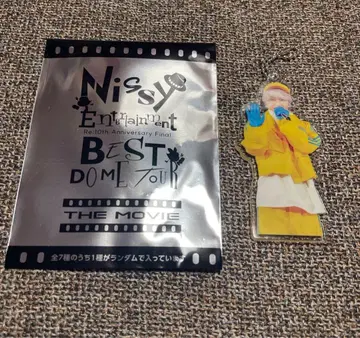 Nissy
Entertainment
Re:10th Anniversary Final
BEST
DOME TOUR
THE MOVIE
全7種のうち1種がランダムで入っています